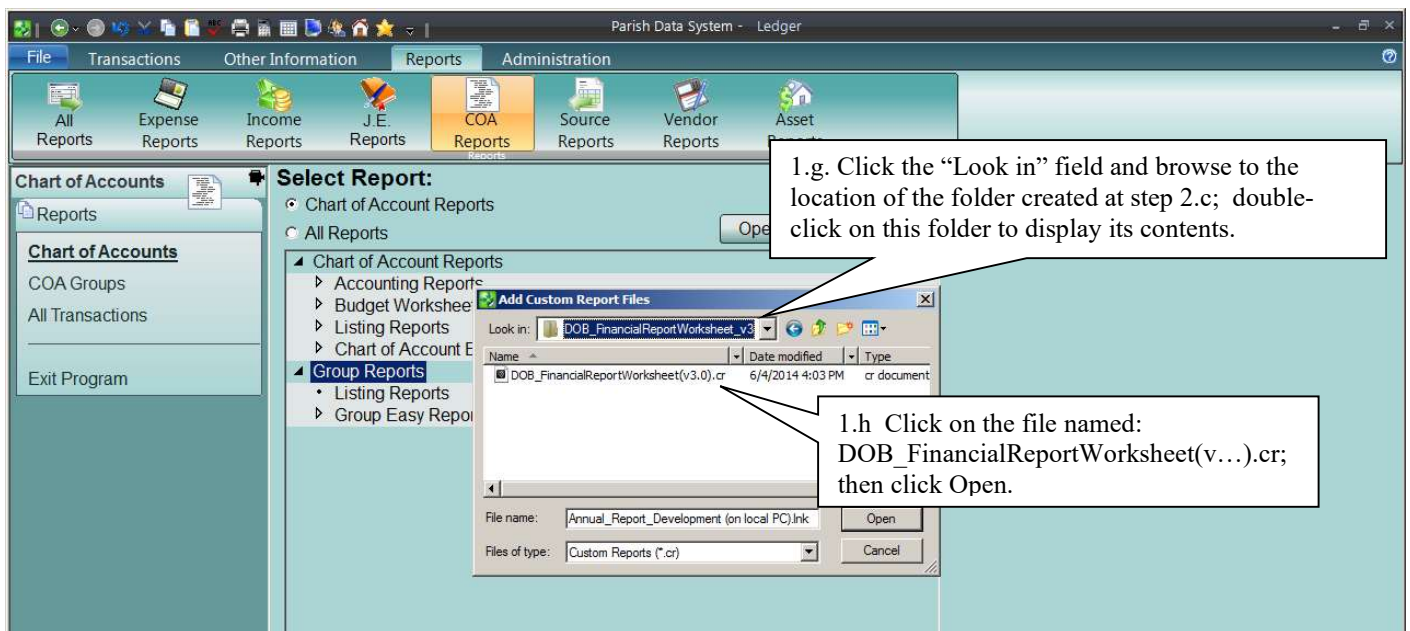 Parish Data System - Ledger
File Transactions Other Information Reports Administration
All Reports
Expense Reports
Income Reports
J.E. Reports
COA Reports
Source Reports
Vendor Reports
Asset
Reports
Chart of Accounts
Reports
Chart of Accounts
COA Groups
All Transactions
Exit Program
Select Report:
Chart of Account Reports
All Reports
Ope
Chart of Account Reports
Accounting Reports
Budget Workshee
Listing Reports
Chart of Account E
Group Reports
Listing Reports
Group Easy Repor
1.g. Click the “Look in” field and browse to the
location of the folder created at step 2.c; double-
click on this folder to display its contents.
Add Custom Report Files
Look in: DOB_FinancialReportWorksheet_v3
Name Date modified Type
DOB_FinancialReportWorksheet(v3.0).cr 6/4/2014 4:03 PM cr document
1.h Click on the file named:
DOB_FinancialReportWorksheet(v…).cr;
then click Open.
File name: Annual_Report_Development (on local PC).lnk Open
Files of type: Custom Reports (*.cr) Cancel